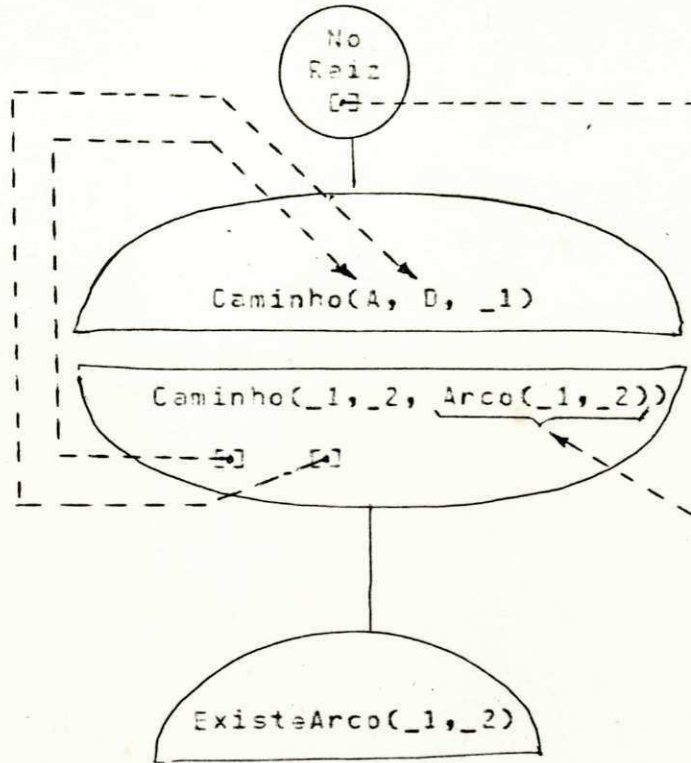 No
Raiz
[ ]
Caminho(A, D, _1)
Caminho(_1,_2, Arco(_1,_2))
[ ] [ ]
ExisteArco(_1,_2)